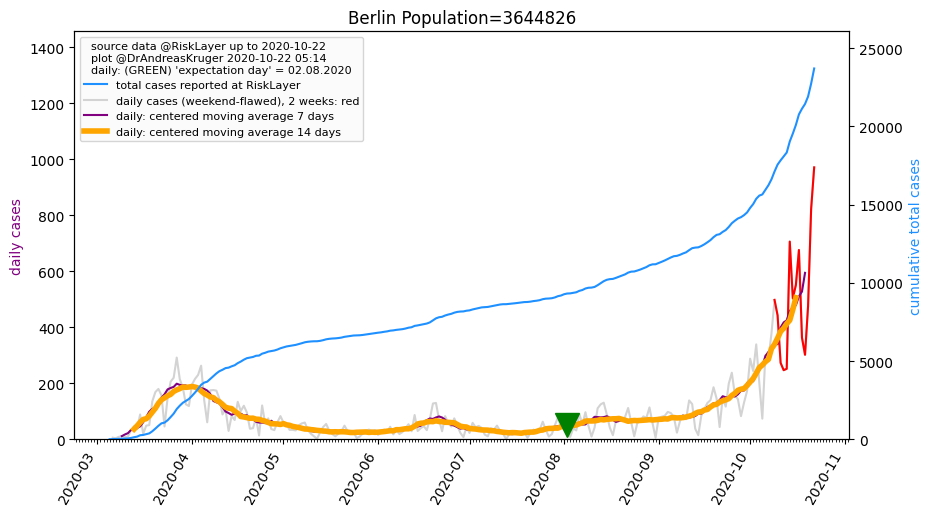 Berlin Population=3644826
source data @RiskLayer up to 2020-10-22
plot @DrAndreasKruger 2020-10-22 05:14
daily: (GREEN) 'expectation day' = 02.08.2020
total cases reported at RiskLayer
daily cases (weekend-flawed), 2 weeks: red
daily: centered moving average 7 days
daily: centered moving average 14 days
daily cases
1400
1200
1000
800
600
400
200
0
25000
20000
15000
10000
5000
0
cumulative total cases
2020-03
2020-04
2020-05
2020-06
2020-07
2020-08
2020-09
2020-10
2020-11